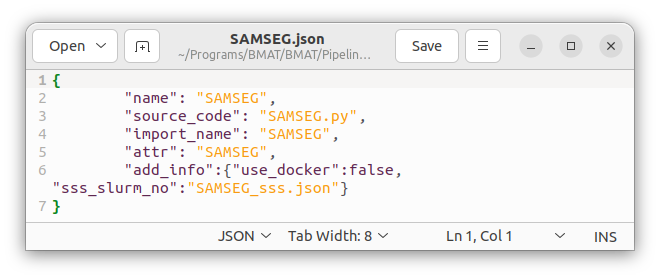 Open
SAMSEG.json
~/Programs/BMAT/BMAT/Pipelin…
Save
1 {
2 "name": "SAMSEG",
3 "source_code": "SAMSEG.py",
4 "import_name": "SAMSEG",
5 "attr": "SAMSEG",
6 "add_info":{"use_docker":false,
"sss_slurm_no":"SAMSEG_sss.json"}
7 }
JSON Tab Width: 8 Ln 1, Col 1 INS